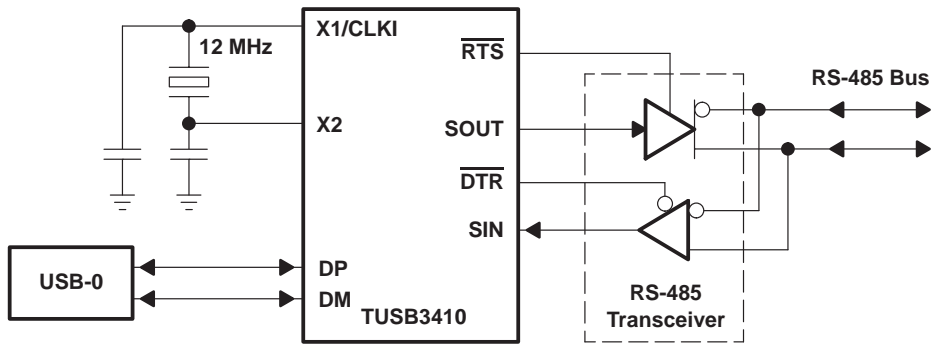 X1/CLKI
12 MHz
RTS
RS-485 Bus
X2
SOUT
DTR
SIN
USB-0
DP
DM
RS-485
Transceiver
TUSB3410